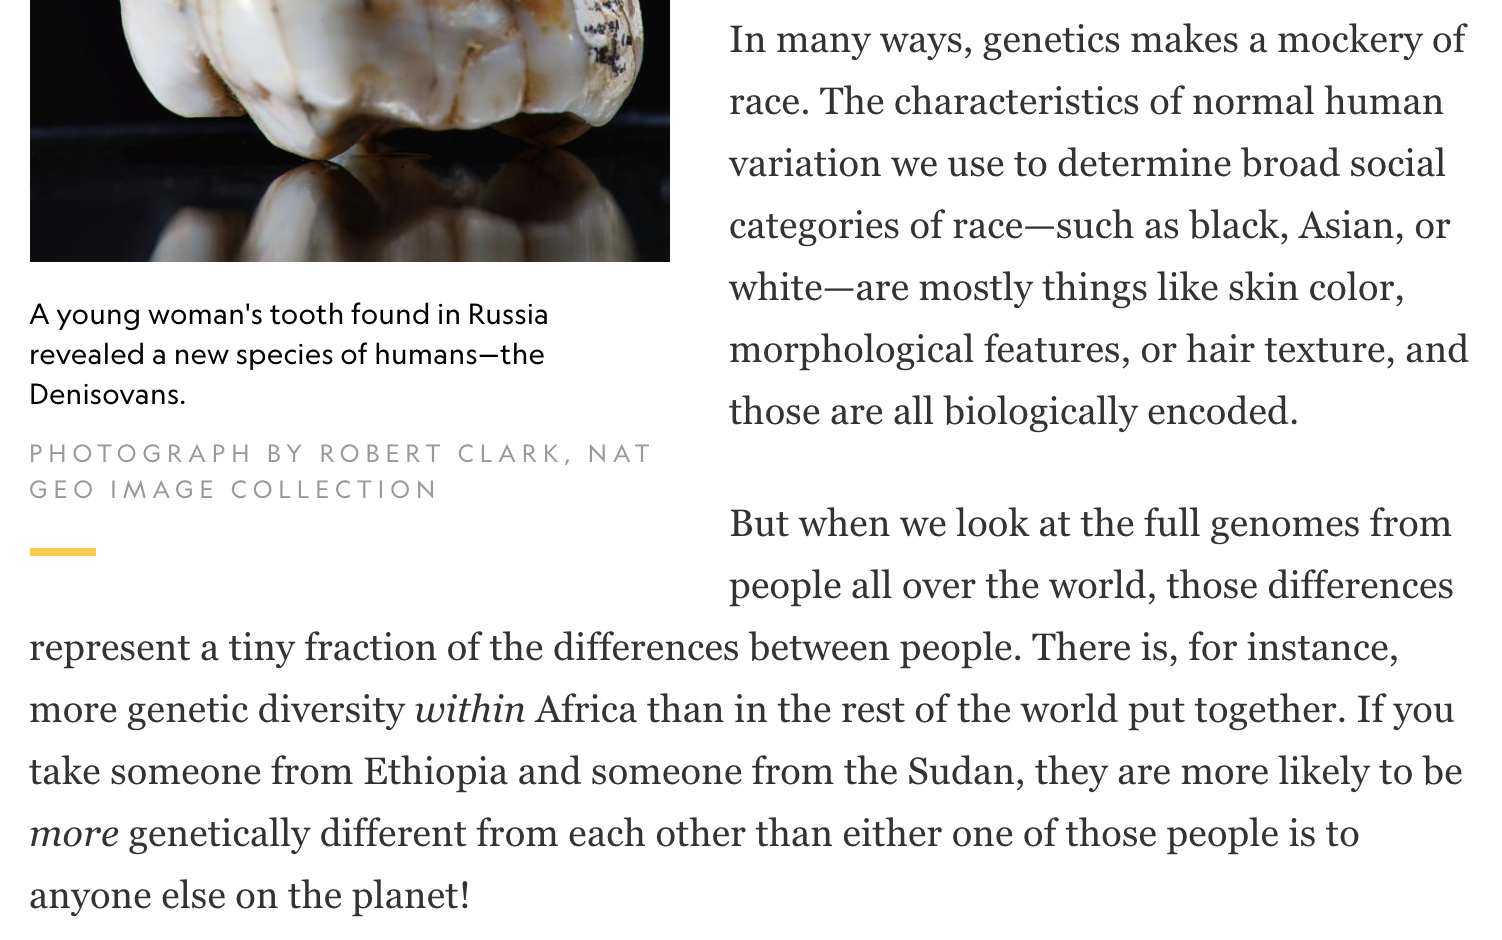 A young woman's tooth found in Russia
revealed a new species of humans—the
Denisovans.
PHOTOGRAPH BY ROBERT CLARK, NAT
GEO IMAGE COLLECTION
In many ways, genetics makes a mockery of
race. The characteristics of normal human
variation we use to determine broad social
categories of race—such as black, Asian, or
white—are mostly things like skin color,
morphological features, or hair texture, and
those are all biologically encoded.
But when we look at the full genomes from
people all over the world, those differences
represent a tiny fraction of the differences between people. There is, for instance,
more genetic diversity within Africa than in the rest of the world put together. If you
take someone from Ethiopia and someone from the Sudan, they are more likely to be
more genetically different from each other than either one of those people is to
anyone else on the planet!